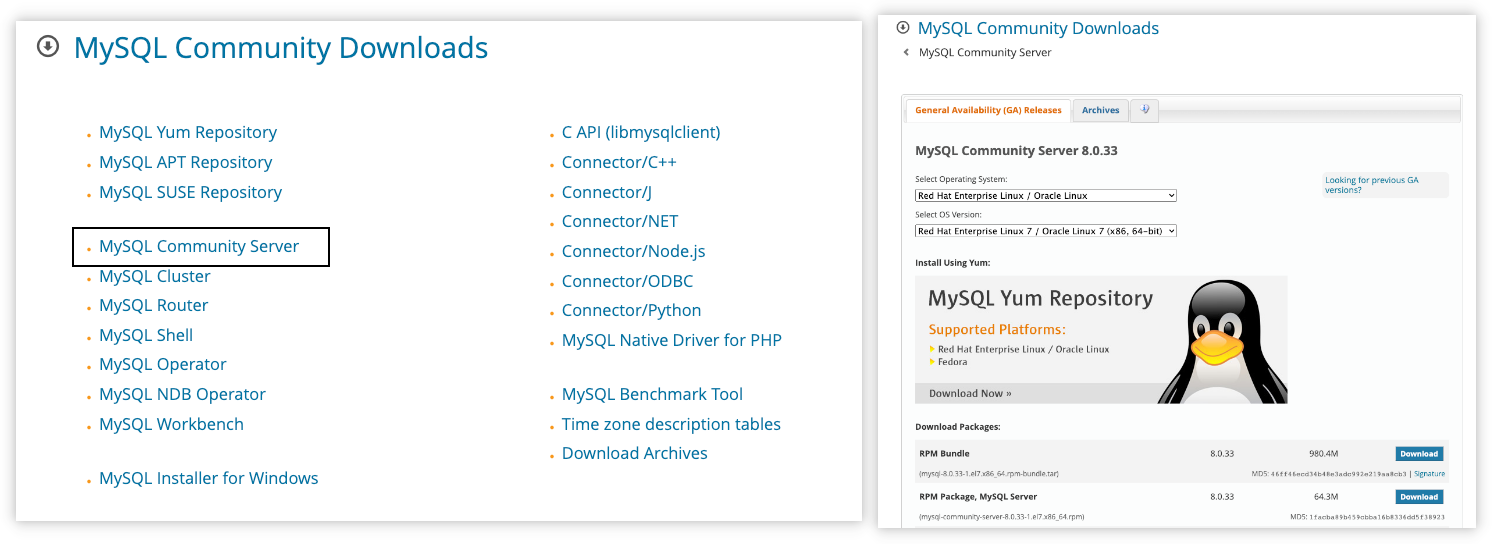 MySQL Community Downloads
MySQL Yum Repository
MySQL APT Repository
MySQL SUSE Repository
MySQL Community Server
MySQL Cluster
MySQL Router
MySQL Shell
MySQL Operator
MySQL NDB Operator
MySQL Workbench
MySQL Installer for Windows
C API (libmysqlclient)
Connector/C++
Connector/J
Connector/NET
Connector/Node.js
Connector/ODBC
Connector/Python
MySQL Native Driver for PHP
MySQL Benchmark Tool
Time zone description tables
Download Archives
MySQL Community Downloads
MySQL Community Server
General Availability (GA) Releases Archives
MySQL Community Server 8.0.33
Select Operating System:
Red Hat Enterprise Linux / Oracle Linux
Looking for previous GA
versions?
Select OS Version:
Red Hat Enterprise Linux 7 / Oracle Linux 7 (x86, 64-bit)
Install Using Yum:
MySQL Yum Repository
Supported Platforms:
Red Hat Enterprise Linux / Oracle Linux
Fedora
Download Now »
Download Packages:
RPM Bundle 8.0.33 980.4M Download
(mysql-8.0.33-1.el7.x86_64.rpm-bundle.tar) MD5: 46ff46ecd34b48e3adc992e219aa8cb3 | Signature
RPM Package, MySQL Server 8.0.33 64.3M Download
(mysql-community-server-8.0.33-1.el7.x86_64.rpm) MD5: